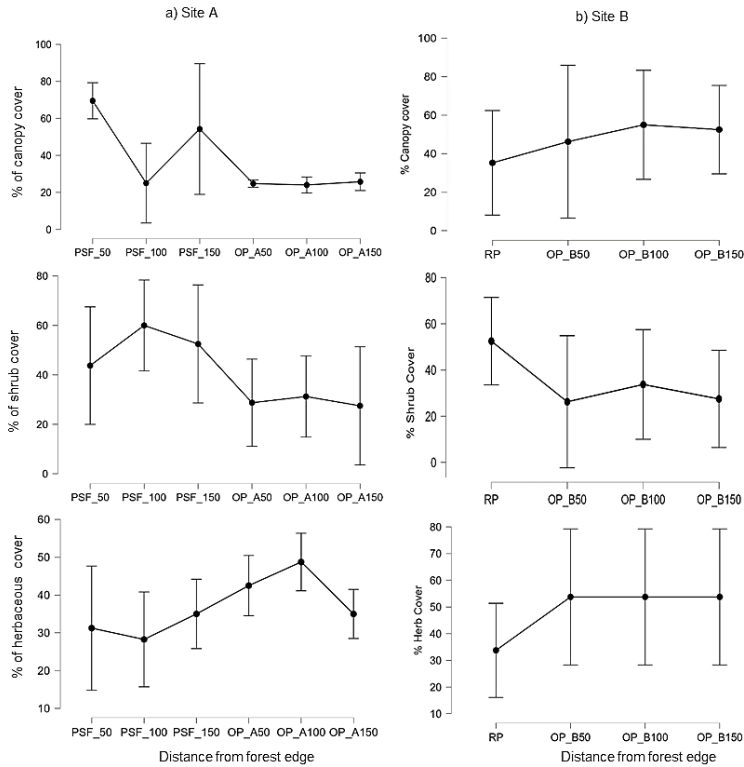 a) Site A
b) Site B
% of canopy cover
100
80
60
40
20
0
PSF_50 PSF_100 PSF_150 OP_A50 OP_A100 OP_A150
% Canopy cover
100
80
60
40
20
0
RP OP_B50 OP_B100 OP_B150
% of shrub cover
80
60
40
20
0
PSF_50 PSF_100 PSF_150 OP_A50 OP_A100 OP_A150
% Shrub Cover
80
60
40
20
0
RP OP_B50 OP_B100 OP_B150
% of herbaceous cover
60
50
40
30
20
10
PSF_50 PSF_100 PSF_150 OP_A50 OP_A100 OP_A150
Distance from forest edge
% Herb Cover
80
70
60
50
40
30
20
10
RP OP_B50 OP_B100 OP_B150
Distance from forest edge